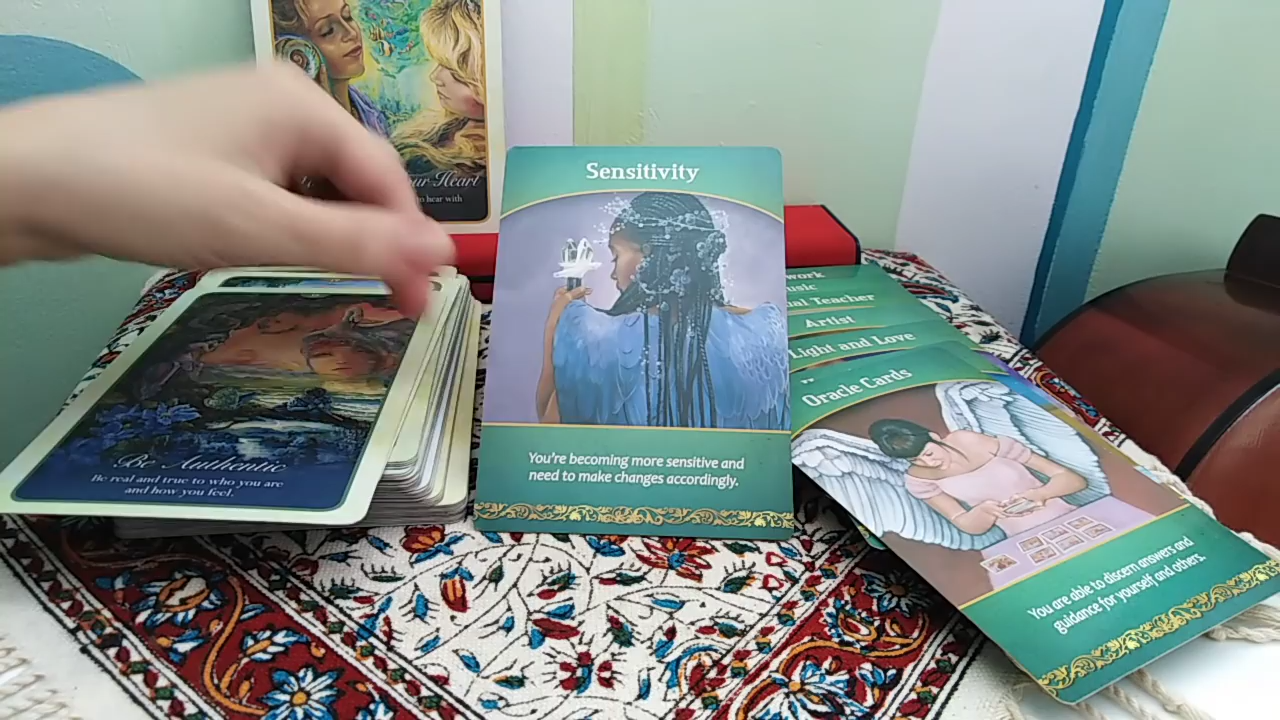 our Heart
to hear with
Sensitivity
You're becoming more sensitive and
need to make changes accordingly.
Be Authentic
Be real and true to who you are
and how you feel.
work
usic
ual Teacher
Artist
Light and Love
Oracle Cards
You are able to discern answers and
guidance for yourself and others.